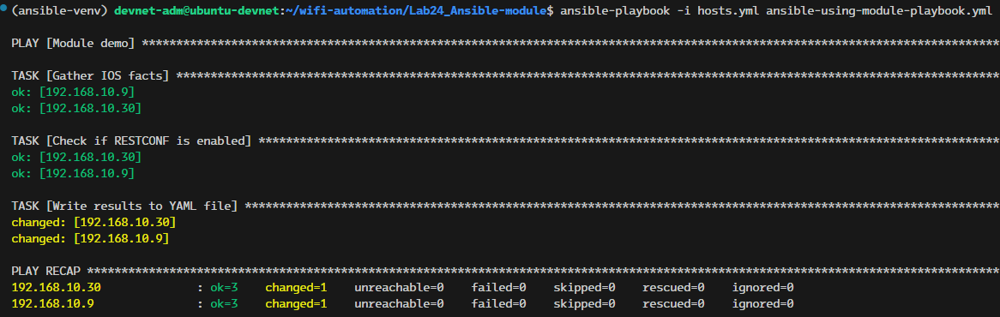 (ansible-venv) devnet-adm@ubuntu-devnet:~/wifi-automation/Lab24_Ansible-module$ ansible-playbook -i hosts.yml ansible-using-module-playbook.yml
PLAY [Module demo] ******************************************************************************************************************************
TASK [Gather IOS facts] *************************************************************************************************************************
ok: [192.168.10.9]
ok: [192.168.10.30]
TASK [Check if RESTCONF is enabled] *************************************************************************************************************
ok: [192.168.10.30]
ok: [192.168.10.9]
TASK [Write results to YAML file] ***************************************************************************************************************
changed: [192.168.10.30]
changed: [192.168.10.9]
PLAY RECAP **************************************************************************************************************************************
192.168.10.30              : ok=3    changed=1    unreachable=0    failed=0    skipped=0    rescued=0    ignored=0
192.168.10.9               : ok=3    changed=1    unreachable=0    failed=0    skipped=0    rescued=0    ignored=0